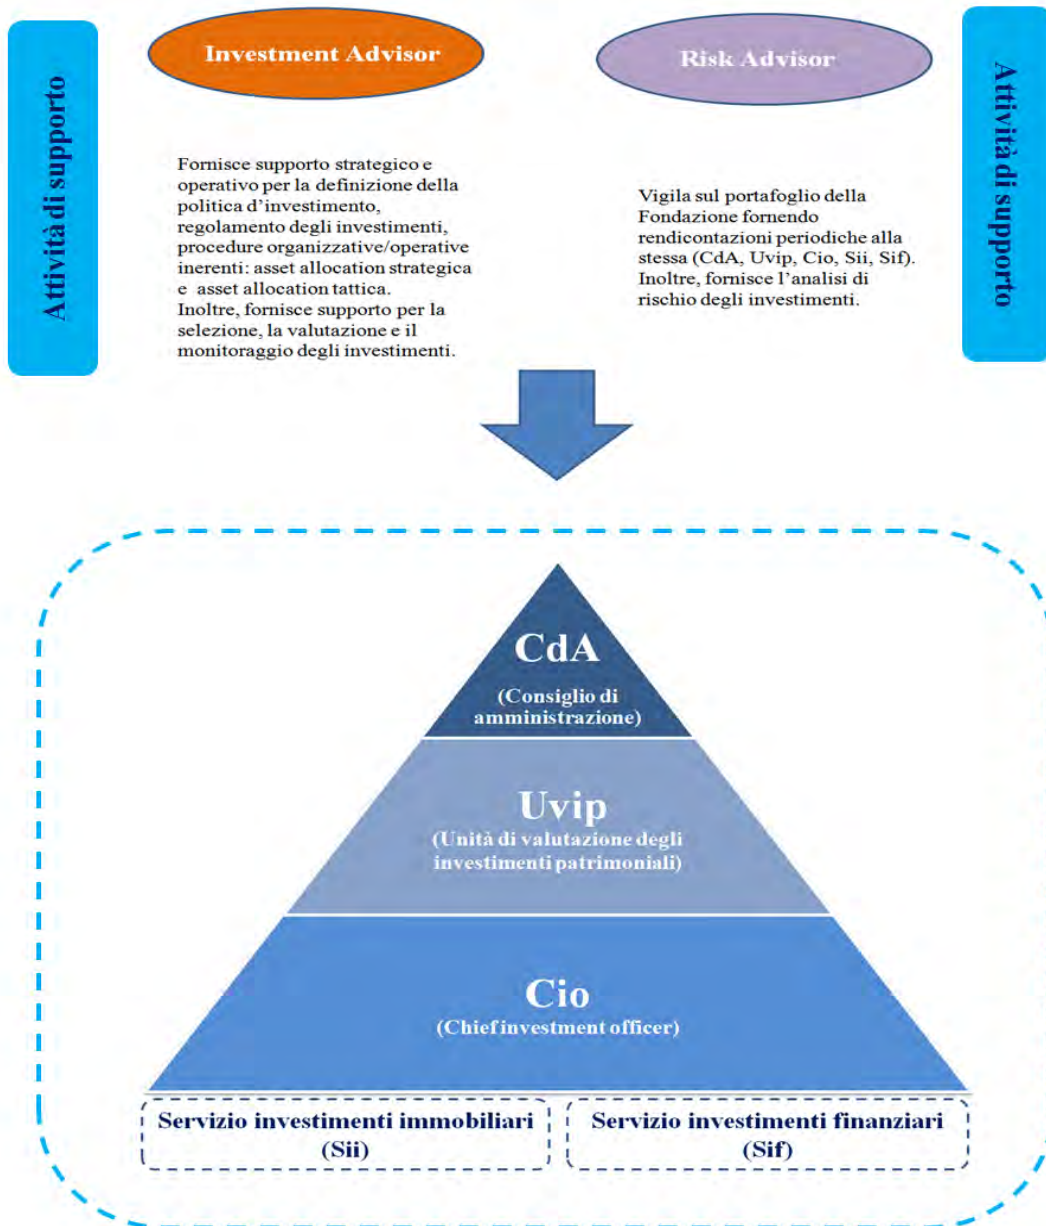 Attività di supporto
Investment Advisor
Fornisce supporto strategico e
operativo per la definizione della
politica d'investimento,
regolamento degli investimenti,
procedure organizzative/operative
inerenti: asset allocation strategica
e asset allocation tattica.
Inoltre, fornisce supporto per la
selezione, la valutazione e il
monitoraggio degli investimenti.
Risk Advisor
Vigila sul portafoglio della
Fondazione fornendo
rendicontazioni periodiche alla
stessa (CdA, Uvip, Cio, Sii, Sif).
Inoltre, fornisce l'analisi di
rischio degli investimenti.
Attività di supporto
CdA
(Consiglio di
amministrazione)
Uvip
(Unità di valutazione degli
investimenti patrimoniali)
Cio
(Chief investment officer)
Servizio investimenti immobiliari
(Sii)
Servizio investimenti finanziari
(Sif)